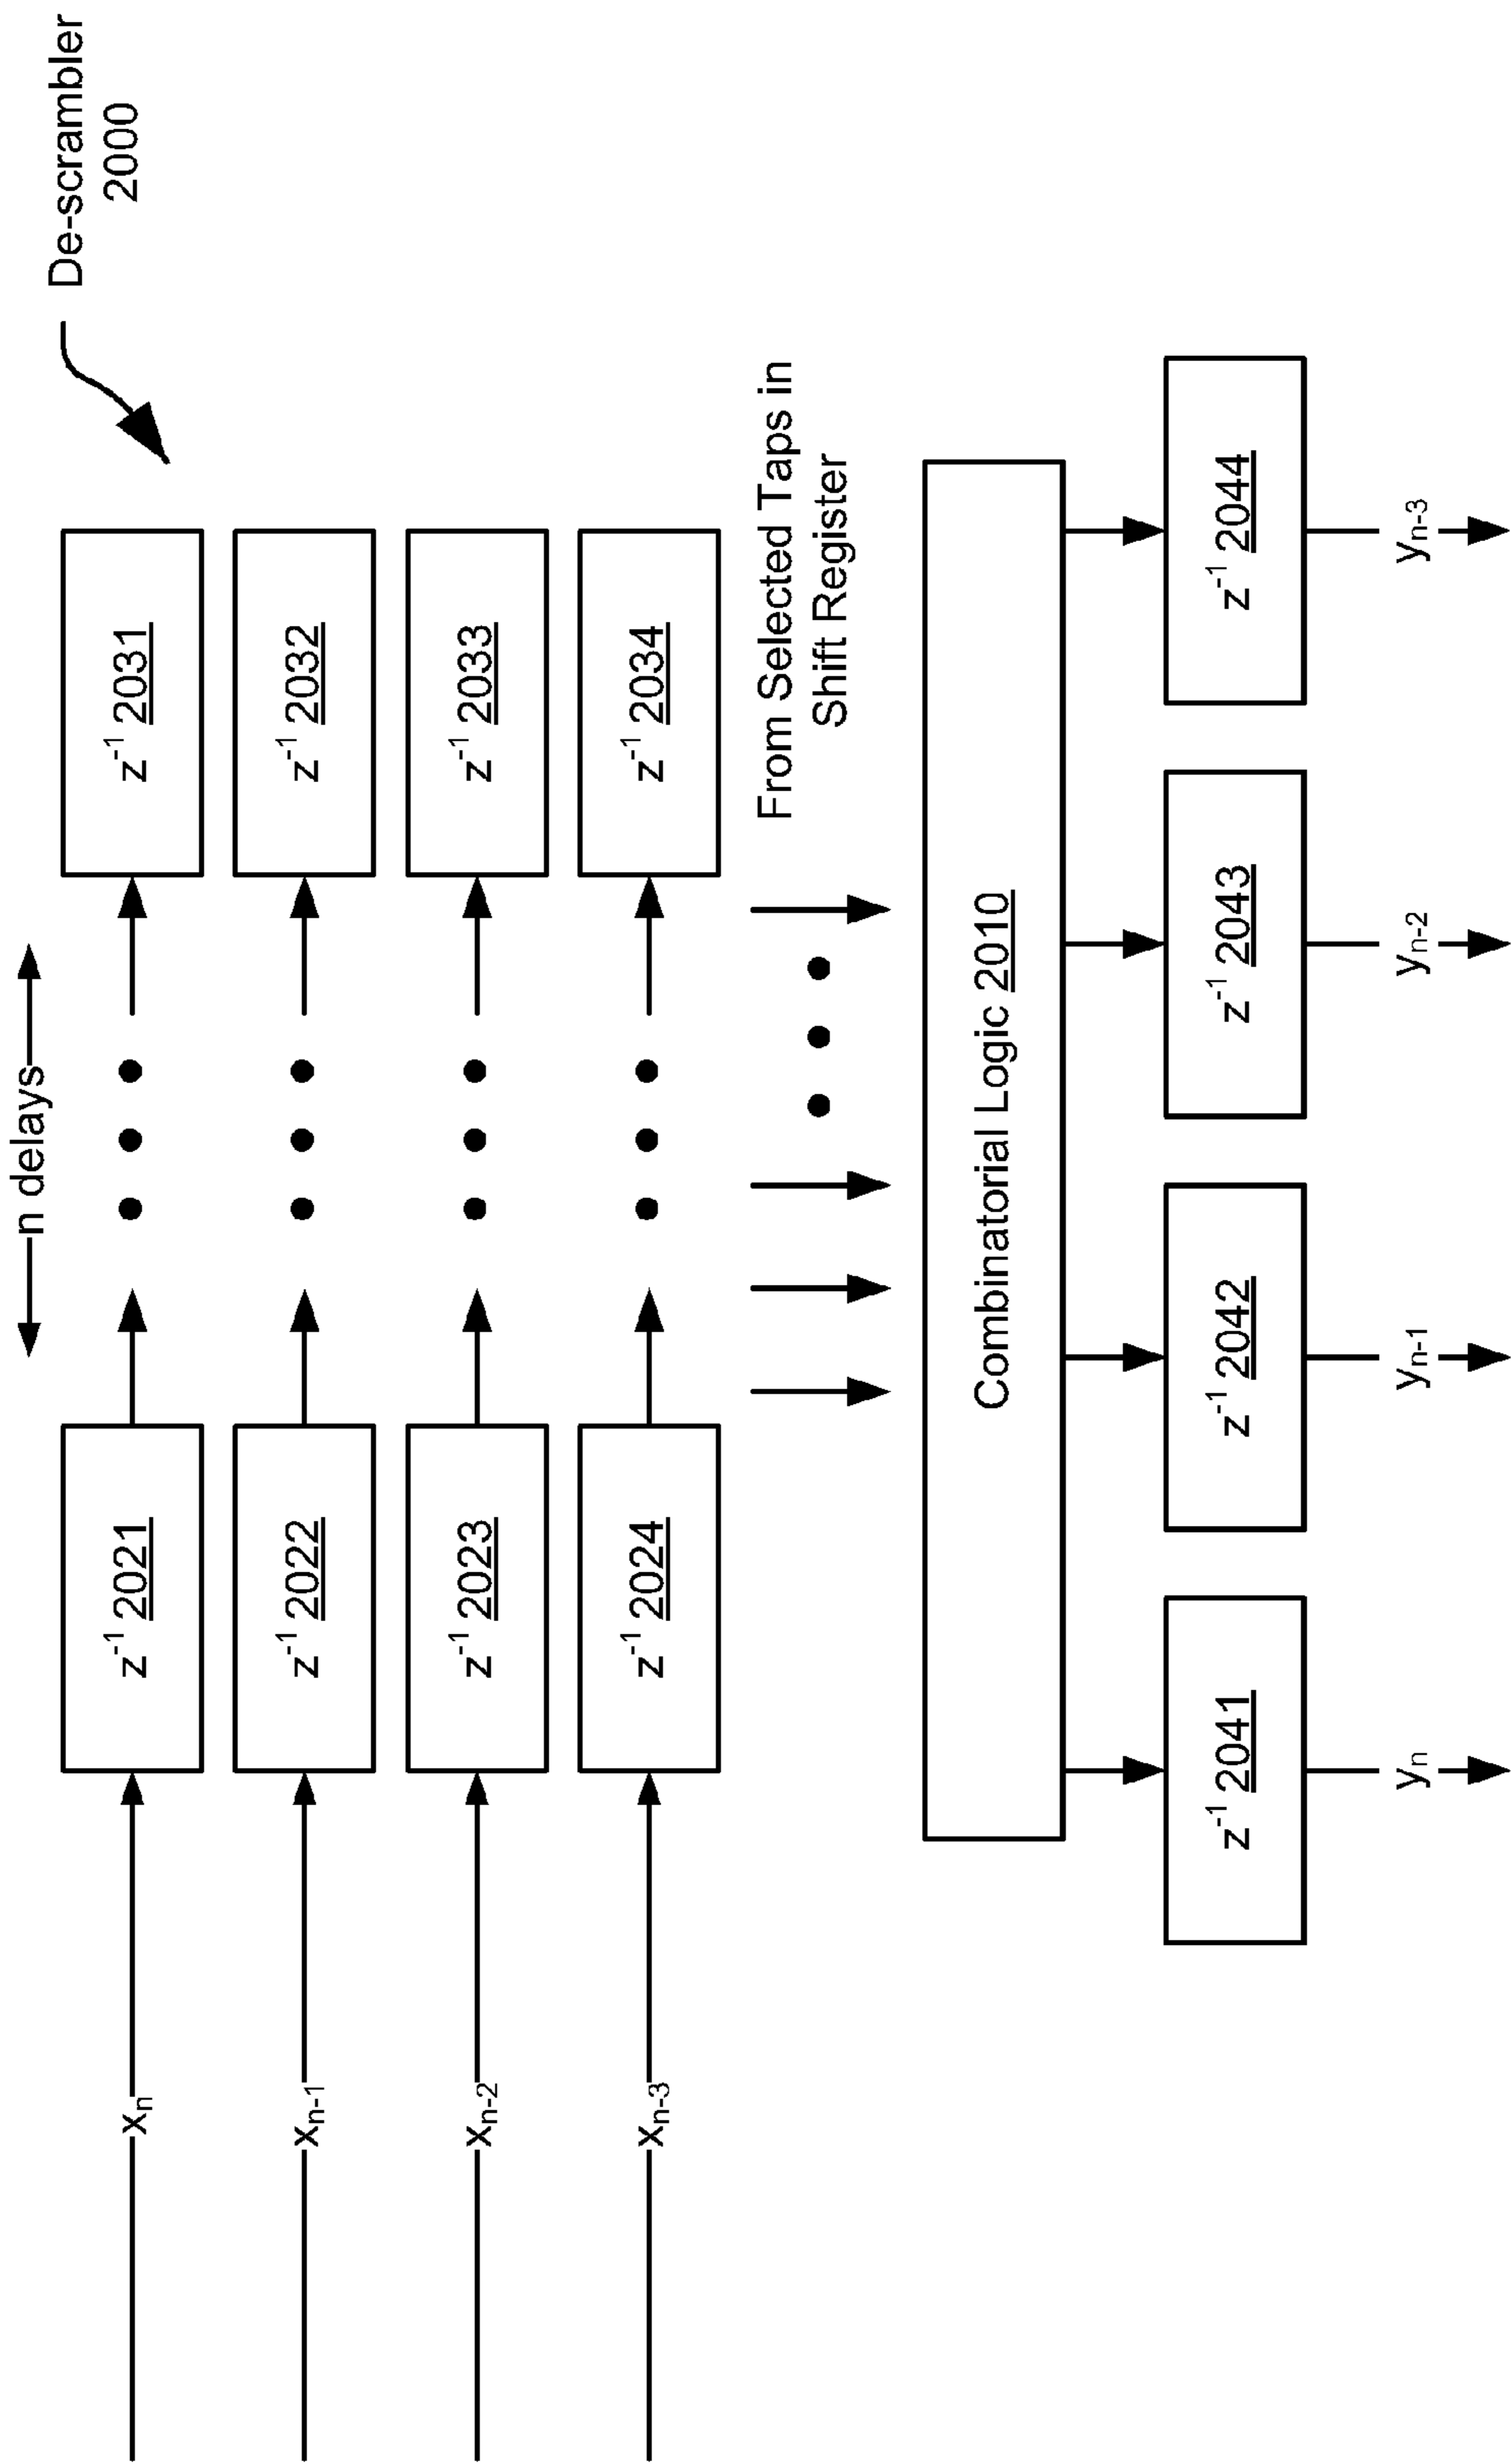 De-scrambler
2000
n delays
xₙ
z⁻¹ 2021
z⁻¹ 2031
xₙ₋₁
z⁻¹ 2022
z⁻¹ 2032
xₙ₋₂
z⁻¹ 2023
z⁻¹ 2033
xₙ₋₃
z⁻¹ 2024
z⁻¹ 2034
From Selected Taps in
Shift Register
Combinatorial Logic 2010
z⁻¹ 2041
z⁻¹ 2042
z⁻¹ 2043
z⁻¹ 2044
yₙ
yₙ₋₁
yₙ₋₂
yₙ₋₃